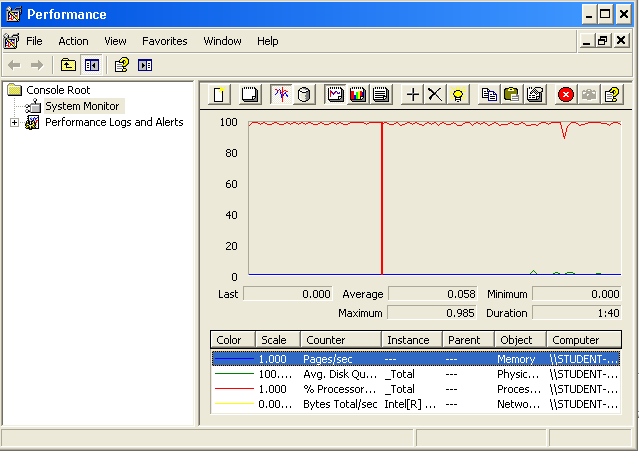 Performance
File Action View Favorites Window Help
Console Root
System Monitor
Performance Logs and Alerts
100
80
60
40
20
0
Last 0.000 Average 0.058 Minimum 0.000
Maximum 0.985 Duration 1:40
Color Scale Counter Instance Parent Object Computer
1.000 Pages/sec --- --- Memory \\STUDENT-...
100.... Avg. Disk Qu... _Total --- Physic... \\STUDENT-...
1.000 % Processor... _Total --- Proces... \\STUDENT-...
0.00... Bytes Total/sec Intel[R] ... --- Netwo... \\STUDENT-...